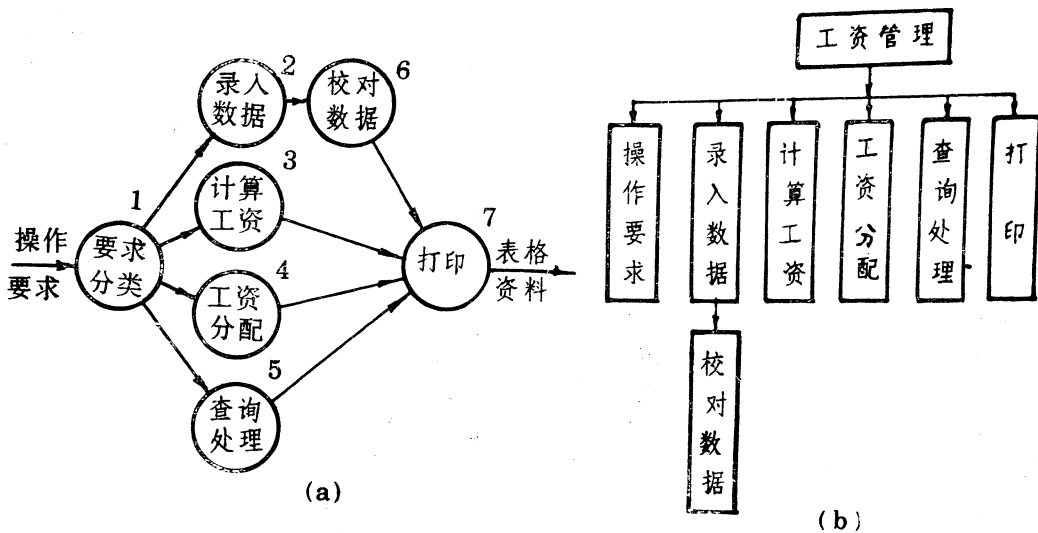 2
录入
数据
6
校对
数据
3
计算
工资
1
要求
分类
操作
要求
4
工资
分配
5
查询
处理
7
打印
表格
资料
(a)
工资管理
操作要求
录入数据
计算工资
工资分配
查询处理
打印
校对数据
(b)